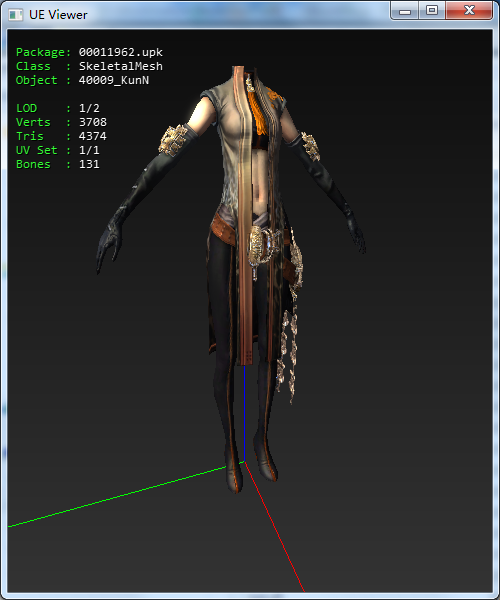 UE Viewer
Package: 00011962.upk
Class : SkeletalMesh
Object : 40009_KunN
LOD : 1/2
Verts : 3708
Tris : 4374
UV Set : 1/1
Bones : 131